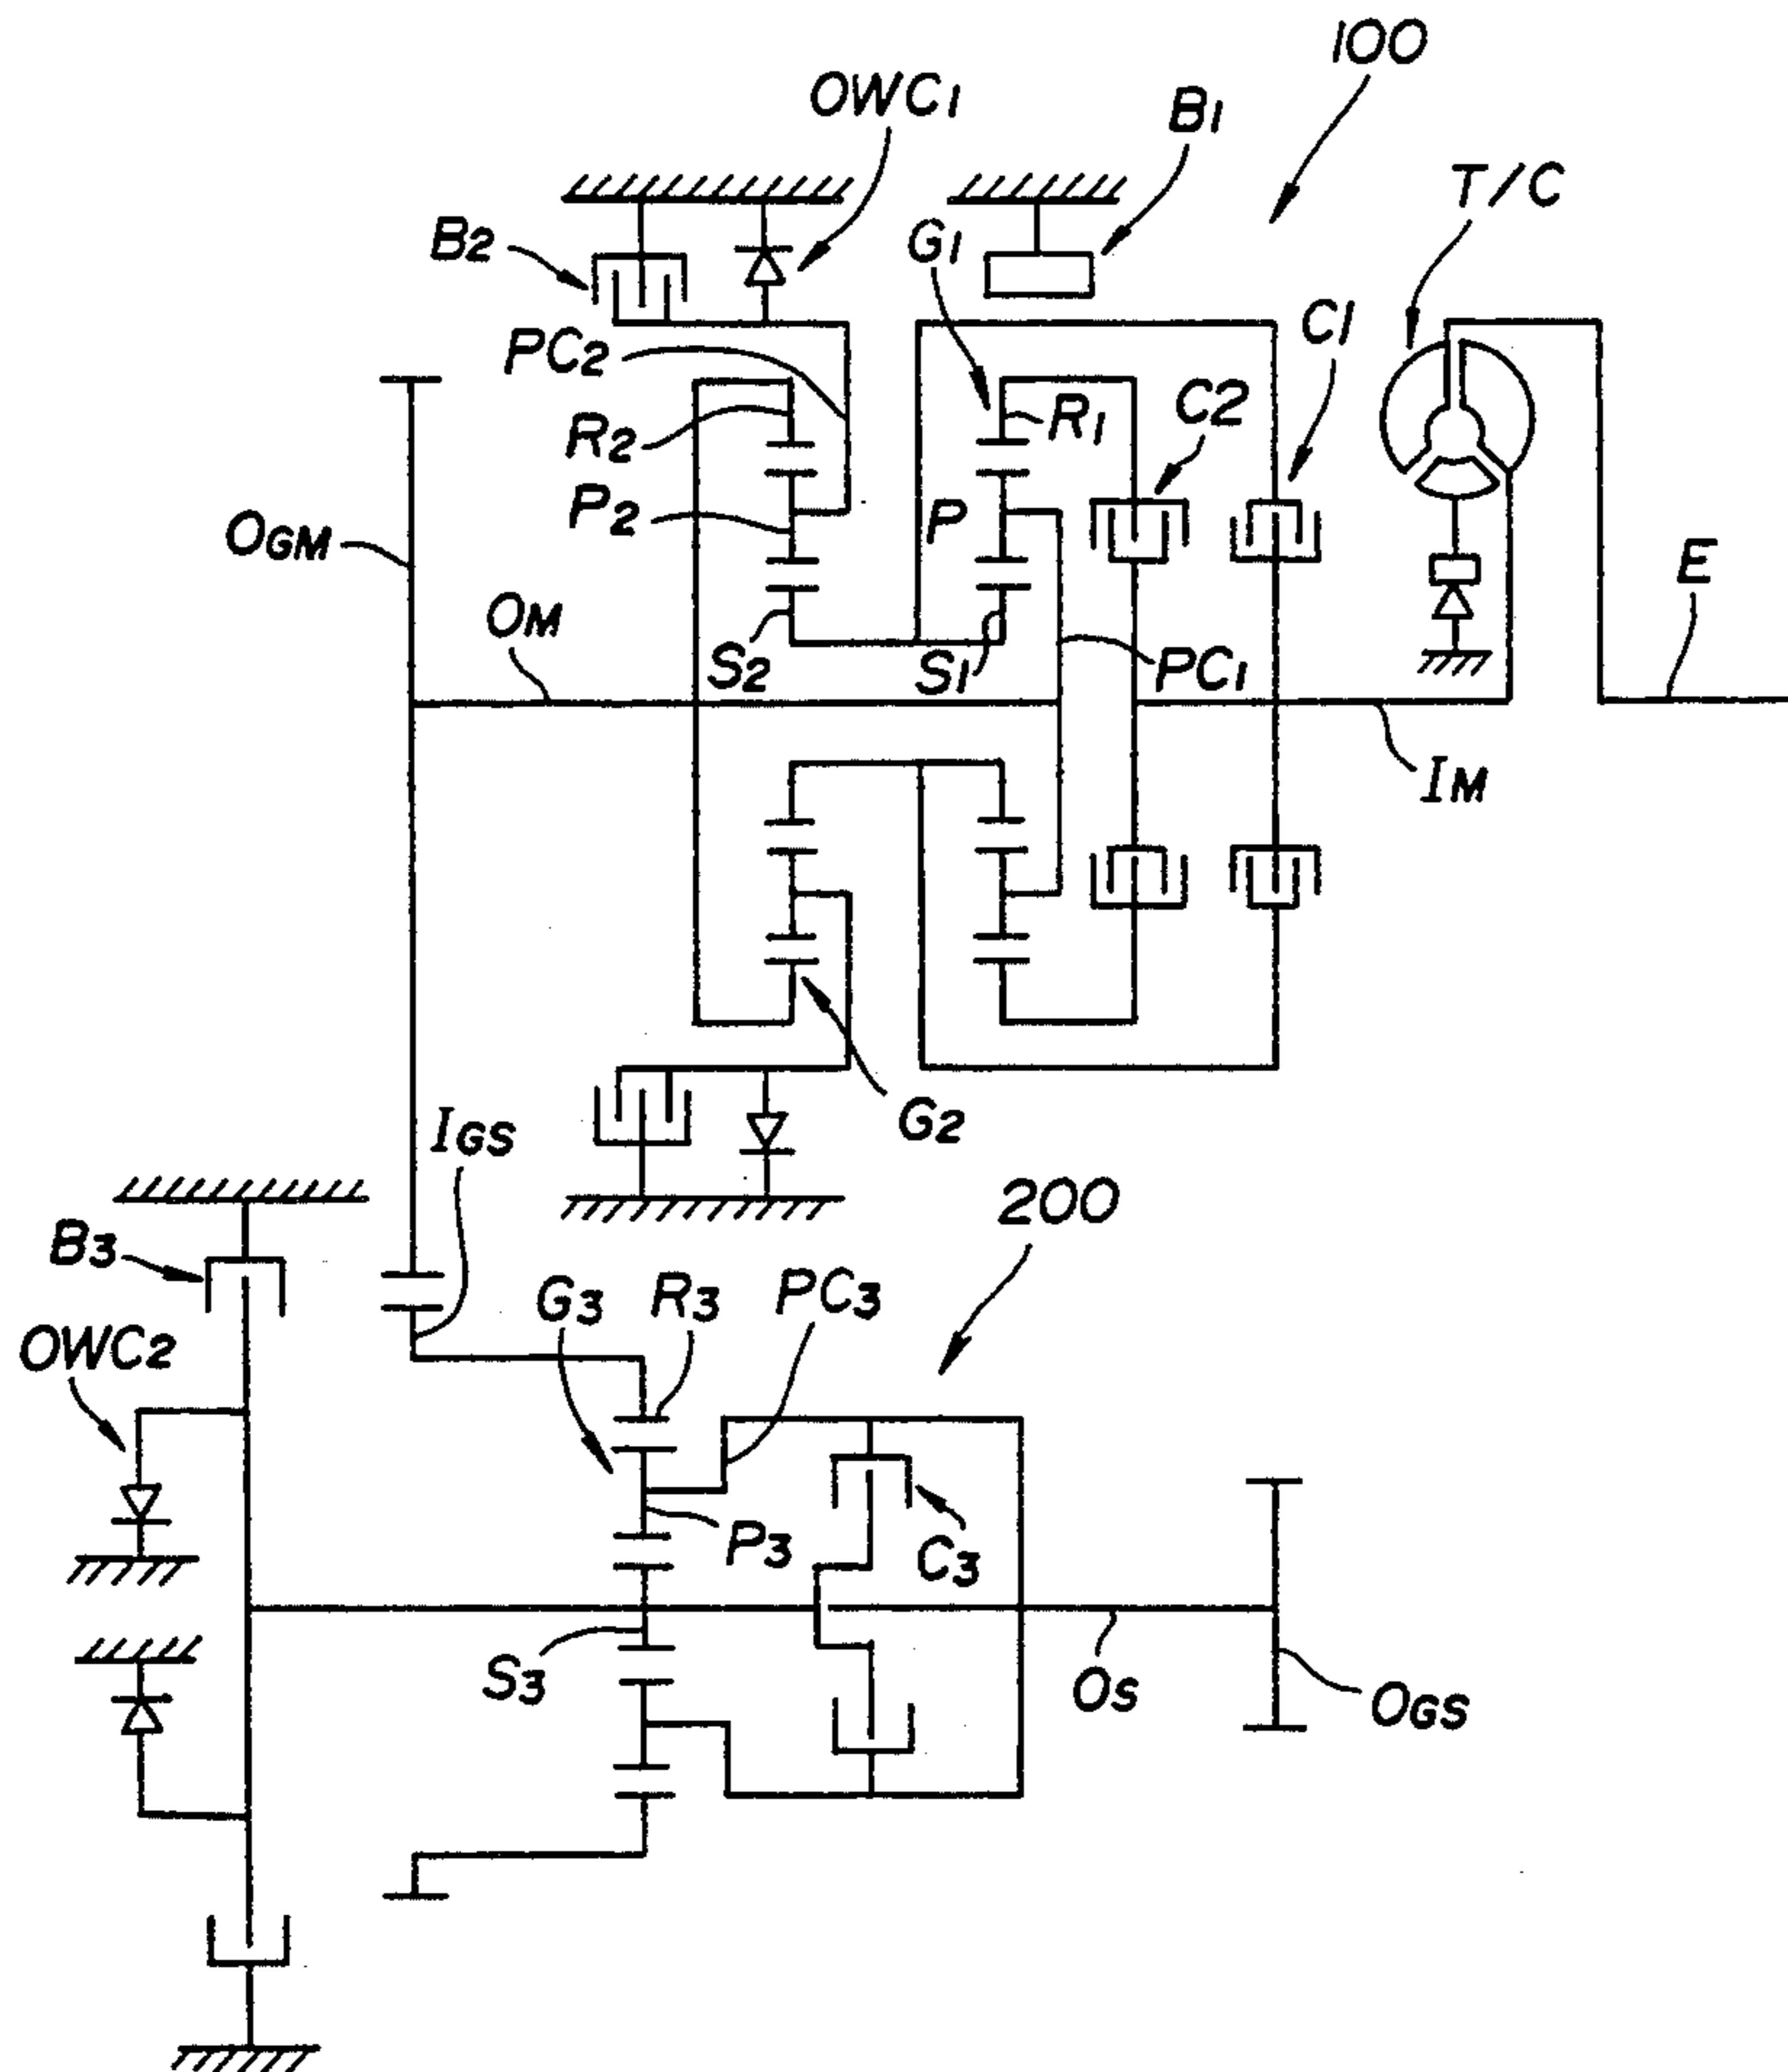 100
OWC1
B1
T/C
B2
G1
C1
PC2
C2
R2
R1
P2
P
OGM
E
OM
S2
S1
PC1
IM
IGS
G2
200
B3
G3
R3
PC3
OWC2
P3
C3
S3
OS
OGS